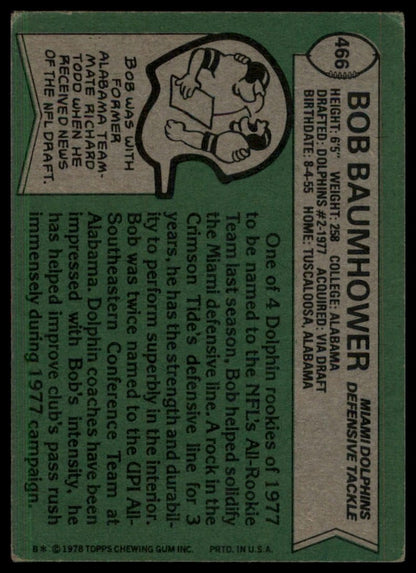 466
BOB BAUMHOWER
MIAMI DOLPHINS
DEFENSIVE TACKLE
HEIGHT: 6'5" WEIGHT: 258 COLLEGE: ALABAMA
DRAFTED: DOLPHINS #2-1977 ACQUIRED: VIA DRAFT
BIRTHDATE: 8-4-55 HOME: TUSCALOOSA, ALABAMA
BOB WAS WITH
FORMER
ALABAMA TEAM-
MATE RICHARD
TODD WHEN HE
RECEIVED NEWS
OF THE NFL DRAFT.
One of 4 Dolphin rookies of 1977
to be named to the NFL's All-Rookie
Team last season, Bob helped solidify
the Miami defensive line. A rock in the
Crimson Tide's defensive line for 3
years, he has the strength and durabil-
ity to perform superbly in the interior.
Bob was twice named to the UPI All-
Southeastern Conference Team at
Alabama. Dolphin coaches have been
impressed with Bob's intensity, he
has helped improve club's pass rush
immensely during 1977 campaign.
B* © 1978 TOPPS CHEWING GUM INC. PRTD. IN U.S.A.